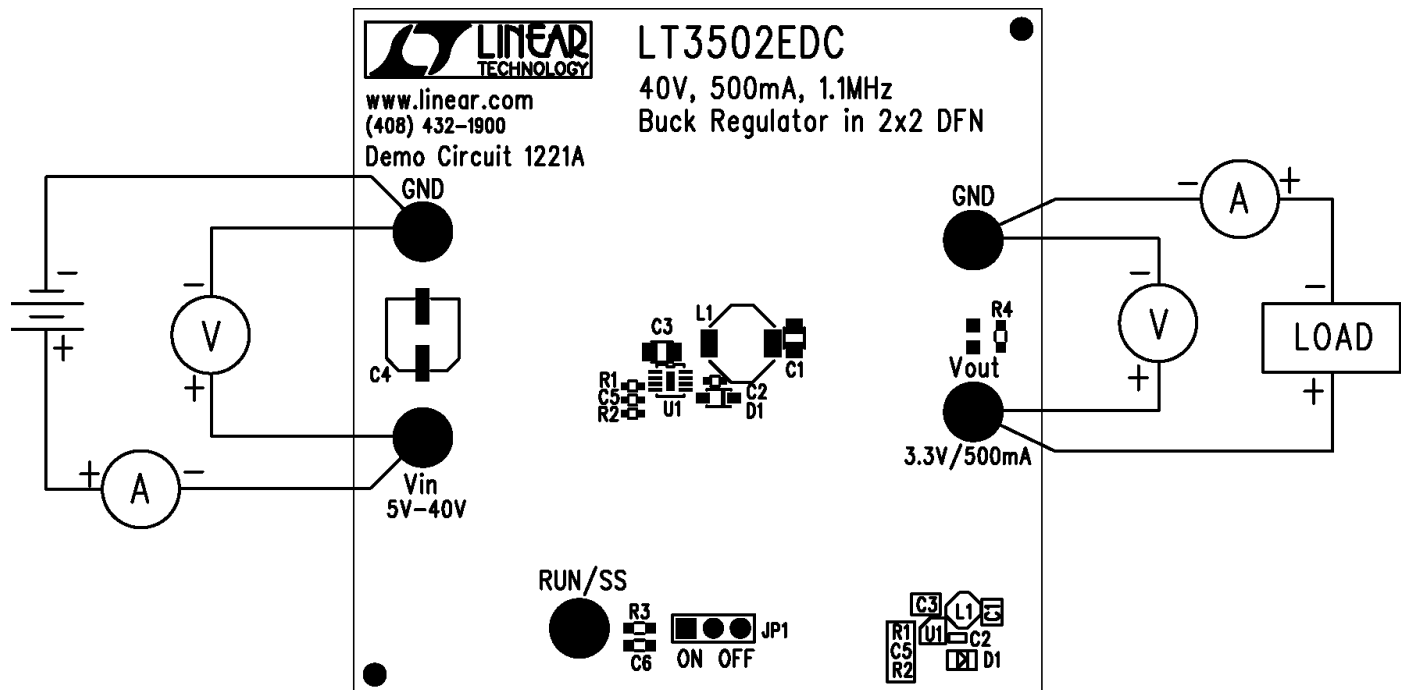 LINEAR
TECHNOLOGY
www.linear.com
(408) 432-1900
Demo Circuit 1221A
LT3502EDC
40V, 500mA, 1.1MHz
Buck Regulator in 2x2 DFN
GND
GND
-
A
+
-
-
+
V
+
C4
-
V
+
-
LOAD
+
L1
C3
C1
R4
Vout
R1
C5
R2
U1
C2
D1
3.3V/500mA
+
A
-
Vin
5V-40V
RUN/SS
R3
C6
JP1
ON OFF
C3
L1
C1
R1
U1
C5
C2
R2
D1